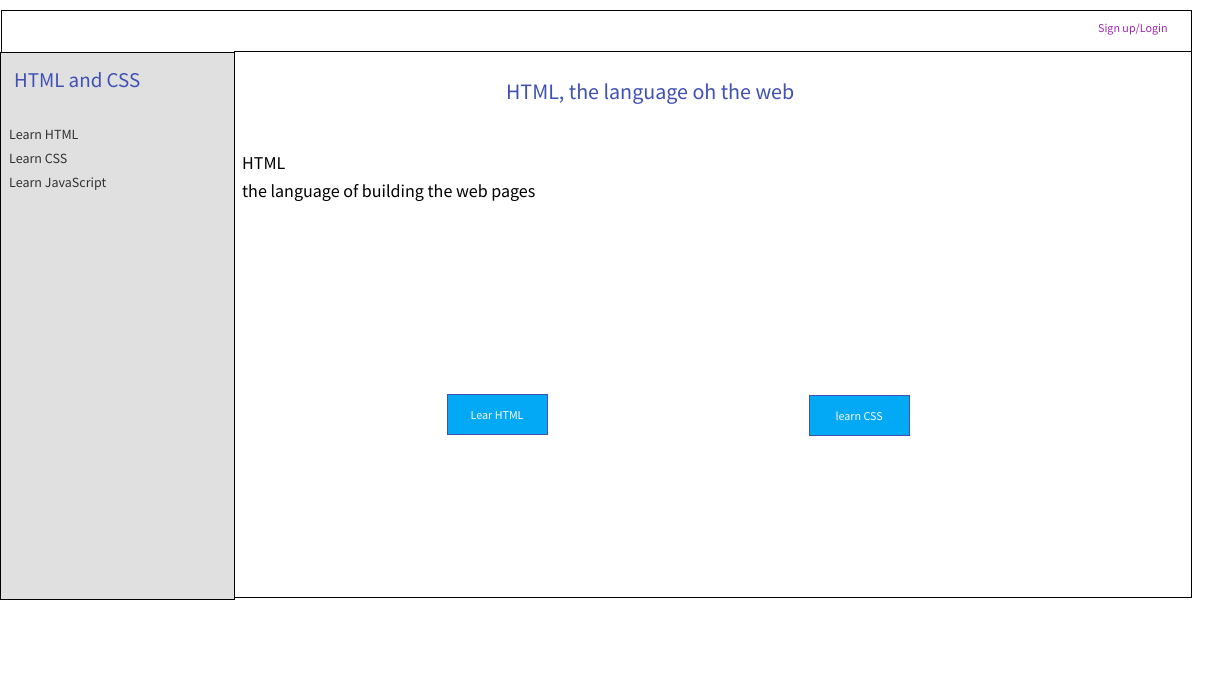 Sign up/Login
HTML and CSS
Learn HTML
Learn CSS
Learn JavaScript
HTML, the language oh the web
HTML
the language of building the web pages
Lear HTML
learn CSS